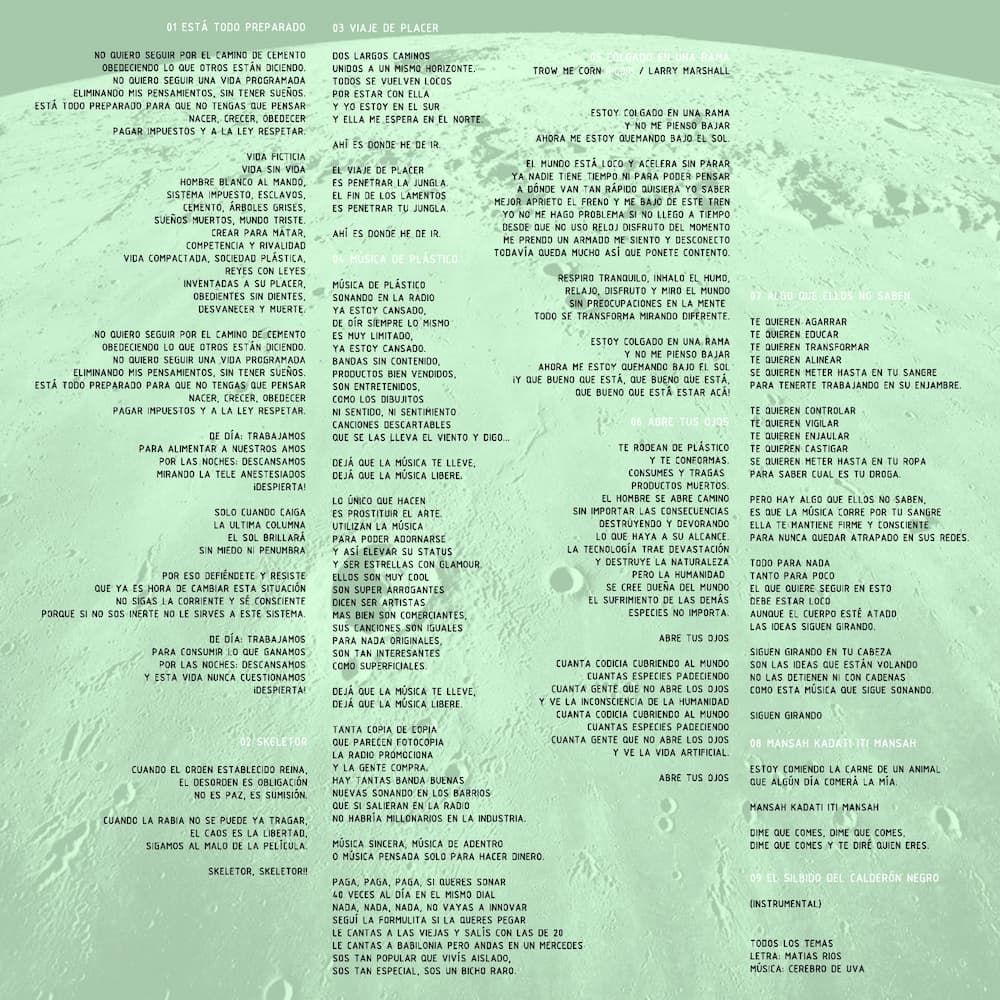 01 ESTÁ TODO PREPARADO
NO QUIERO SEGUIR POR EL CAMINO DE CEMENTO
OBEDECIENDO LO QUE OTROS ESTÁN DICIENDO.
NO QUIERO SEGUIR UNA VIDA PROGRAMADA
ELIMINANDO MIS PENSAMIENTOS, SIN TENER SUEÑOS.
ESTÁ TODO PREPARADO PARA QUE NO TENGAS QUE PENSAR
NACER, CRECER, OBEDECER
PAGAR IMPUESTOS Y A LA LEY RESPETAR.
VIDA FICTICIA
VIDA SIN VIDA
HOMBRE BLANCO AL MANDO,
SISTEMA IMPUESTO, ESCLAVOS,
CEMENTO, ÁRBOLES GRISES,
SUEÑOS MUERTOS, MUNDO TRISTE.
CREAR PARA MATAR,
COMPETENCIA Y RIVALIDAD
VIDA COMPACTADA, SOCIEDAD PLÁSTICA,
REYES CON LEYES
INVENTADAS A SU PLACER,
OBEDIENTES SIN DIENTES,
DESVANECER Y MUERTE.
NO QUIERO SEGUIR POR EL CAMINO DE CEMENTO
OBEDECIENDO LO QUE OTROS ESTÁN DICIENDO.
NO QUIERO SEGUIR UNA VIDA PROGRAMADA
ELIMINANDO MIS PENSAMIENTOS, SIN TENER SUEÑOS.
ESTÁ TODO PREPARADO PARA QUE NO TENGAS QUE PENSAR
NACER, CRECER, OBEDECER
PAGAR IMPUESTOS Y A LA LEY RESPETAR.
DE DÍA: TRABAJAMOS
PARA ALIMENTAR A NUESTROS AMOS
POR LAS NOCHES: DESCANSAMOS
MIRANDO LA TELE ANESTESIADOS
¡DESPIERTA!
SOLO CUANDO CAIGA
LA ULTIMA COLUMNA
EL SOL BRILLARÁ
SIN MIEDO NI PENUMBRA
POR ESO DEFIÉNDETE Y RESISTE
QUE YA ES HORA DE CAMBIAR ESTA SITUACIÓN
NO SIGAS LA CORRIENTE Y SÉ CONSCIENTE
PORQUE SI NO SOS INERTE NO LE SIRVES A ESTE SISTEMA.
DE DÍA: TRABAJAMOS
PARA CONSUMIR LO QUE GANAMOS
POR LAS NOCHES: DESCANSAMOS
Y ESTA VIDA NUNCA CUESTIONAMOS
¡DESPIERTA!
02 SKELETOR
CUANDO EL ORDEN ESTABLECIDO REINA,
EL DESORDEN ES OBLIGACIÓN
NO ES PAZ, ES SUMISIÓN.
CUANDO LA RABIA NO SE PUEDE YA TRAGAR,
EL CAOS ES LA LIBERTAD,
SIGAMOS AL MALO DE LA PELÍCULA.
SKELETOR, SKELETOR!!
03 VIAJE DE PLACER
DOS LARGOS CAMINOS
UNIDOS A UN MISMO HORIZONTE.
TODOS SE VUELVEN LOCOS
POR ESTAR CON ELLA
Y YO ESTOY EN EL SUR
Y ELLA ME ESPERA EN EL NORTE
AHÍ ES DONDE HE DE IR.
EL VIAJE DE PLACER
ES PENETRAR LA JUNGLA.
EL FIN DE LOS LAMENTOS
ES PENETRAR TU JUNGLA.
AHÍ ES DONDE HE DE IR.
04 MÚSICA DE PLÁSTICO
MÚSICA DE PLÁSTICO
SONANDO EN LA RADIO
YA ESTOY CANSADO,
DE OÍR SIEMPRE LO MISMO
ES MUY LIMITADO,
YA ESTOY CANSADO.
BANDAS SIN CONTENIDO,
PRODUCTOS BIEN VENDIDOS,
SON ENTRETENIDOS,
COMO LOS DIBUJITOS
NI SENTIDO, NI SENTIMIENTO
CANCIONES DESCARTABLES
QUE SE LAS LLEVA EL VIENTO Y DIGO...
DEJÁ QUE LA MÚSICA TE LLEVE,
DEJÁ QUE LA MÚSICA LIBERE.
LO ÚNICO QUE HACEN
ES PROSTITUIR EL ARTE.
UTILIZAN LA MÚSICA
PARA PODER ADORNARSE
Y ASÍ ELEVAR SU STATUS
Y SER ESTRELLAS CON GLAMOUR.
ELLOS SON MUY COOL
SON SUPER ARROGANTES
DICEN SER ARTISTAS
MAS BIEN SON COMERCIANTES,
SUS CANCIONES SON IGUALES
PARA NADA ORIGINALES,
SON TAN INTERESANTES
COMO SUPERFICIALES.
DEJÁ QUE LA MÚSICA TE LLEVE,
DEJÁ QUE LA MÚSICA LIBERE.
TANTA COPIA DE COPIA
QUE PARECEN FOTOCOPIA
LA RADIO PROMOCIONA
Y LA GENTE COMPRA.
HAY TANTAS BANDA BUENAS
NUEVAS SONANDO EN LOS BARRIOS
QUE SI SALIERAN EN LA RADIO
NO HABRÍA MILLONARIOS EN LA INDUSTRIA.
MÚSICA SINCERA, MÚSICA DE ADENTRO
O MÚSICA PENSADA SOLO PARA HACER DINERO.
PAGA, PAGA, PAGA, SI QUERES SONAR
40 VECES AL DÍA EN EL MISMO DIAL
NADA, NADA, NADA, NO VAYAS A INNOVAR
SEGUÍ LA FORMULITA SI LA QUERES PEGAR
LE CANTAS A LAS VIEJAS Y SALÍS CON LAS DE 20
LE CANTAS A BABILONIA PERO ANDAS EN UN MERCEDES
SOS TAN POPULAR QUE VIVÍS AISLADO,
SOS TAN ESPECIAL, SOS UN BICHO RARO.
05 COLGADO EN UNA RAMA
TROW ME CORN / LARRY MARSHALL
ESTOY COLGADO EN UNA RAMA
Y NO ME PIENSO BAJAR
AHORA ME ESTOY QUEMANDO BAJO EL SOL.
EL MUNDO ESTÁ LOCO Y ACELERA SIN PARAR
YA NADIE TIENE TIEMPO NI PARA PODER PENSAR
A DÓNDE VAN TAN RÁPIDO QUISIERA YO SABER
MEJOR APRIETO EL FRENO Y ME BAJO DE ESTE TREN
YO NO ME HAGO PROBLEMA SI NO LLEGO A TIEMPO
DESDE QUE NO USO RELOJ DISFRUTO DEL MOMENTO
ME PRENDO UN ARMADO ME SIENTO Y DESCONECTO
TODAVÍA QUEDA MUCHO ASÍ QUE PONETE CONTENTO.
RESPIRO TRANQUILO, INHALO EL HUMO,
RELAJO, DISFRUTO Y MIRO EL MUNDO
SIN PREOCUPACIONES EN LA MENTE
TODO SE TRANSFORMA MIRANDO DIFERENTE.
ESTOY COLGADO EN UNA RAMA
Y NO ME PIENSO BAJAR
AHORA ME ESTOY QUEMANDO BAJO EL SOL
¡Y QUE BUENO QUE ESTÁ, QUE BUENO QUE ESTÁ,
QUE BUENO QUE ESTÁ ESTAR ACÁ!
06 ABRE TUS OJOS
TE RODEAN DE PLÁSTICO
Y TE CONFORMAS.
CONSUMES Y TRAGAS
PRODUCTOS MUERTOS.
EL HOMBRE SE ABRE CAMINO
SIN IMPORTAR LAS CONSECUENCIAS
DESTRUYENDO Y DEVORANDO
LO QUE HAYA A SU ALCANCE.
LA TECNOLOGÍA TRAE DEVASTACIÓN
Y DESTRUYE LA NATURALEZA
PERO LA HUMANIDAD
SE CREE DUEÑA DEL MUNDO
EL SUFRIMIENTO DE LAS DEMÁS
ESPECIES NO IMPORTA.
ABRE TUS OJOS
CUANTA CODICIA CUBRIENDO AL MUNDO
CUANTAS ESPECIES PADECIENDO
CUANTA GENTE QUE NO ABRE LOS OJOS
Y VE LA INCONSCIENCIA DE LA HUMANIDAD
CUANTA CODICIA CUBRIENDO AL MUNDO
CUANTAS ESPECIES PADECIENDO
CUANTA GENTE QUE NO ABRE LOS OJOS
Y VE LA VIDA ARTIFICIAL.
ABRE TUS OJOS
07 ALGO QUE ELLOS NO SABEN
TE QUIEREN AGARRAR
TE QUIEREN EDUCAR
TE QUIEREN TRANSFORMAR
TE QUIEREN ALINEAR
SE QUIEREN METER HASTA EN TU SANGRE
PARA TENERTE TRABAJANDO EN SU ENJAMBRE.
TE QUIEREN CONTROLAR
TE QUIEREN VIGILAR
TE QUIEREN ENJAULAR
TE QUIEREN CASTIGAR
SE QUIEREN METER HASTA EN TU ROPA
PARA SABER CUAL ES TU DROGA.
PERO HAY ALGO QUE ELLOS NO SABEN,
ES QUE LA MÚSICA CORRE POR TU SANGRE
ELLA TE MANTIENE FIRME Y CONSCIENTE
PARA NUNCA QUEDAR ATRAPADO EN SUS REDES.
TODO PARA NADA
TANTO PARA POCO
EL QUE QUIERE SEGUIR EN ESTO
DEBE ESTAR LOCO
AUNQUE EL CUERPO ESTÉ ATADO
LAS IDEAS SIGUEN GIRANDO.
SIGUEN GIRANDO EN TU CABEZA
SON LAS IDEAS QUE ESTÁN VOLANDO
NO LAS DETIENEN NI CON CADENAS
COMO ESTA MÚSICA QUE SIGUE SONANDO.
SIGUEN GIRANDO
08 MANSAH KADATI ITI MANSAH
ESTOY COMIENDO LA CARNE DE UN ANIMAL
QUE ALGÚN DÍA COMERÁ LA MÍA.
MANSAH KADATI ITI MANSAH
DIME QUE COMES, DIME QUE COMES,
DIME QUE COMES Y TE DIRÉ QUIEN ERES.
09 EL SILBIDO DEL CALDERÓN NEGRO
(INSTRUMENTAL)
TODOS LOS TEMAS
LETRA: MATIAS RIOS
MÚSICA: CEREBRO DE UVA